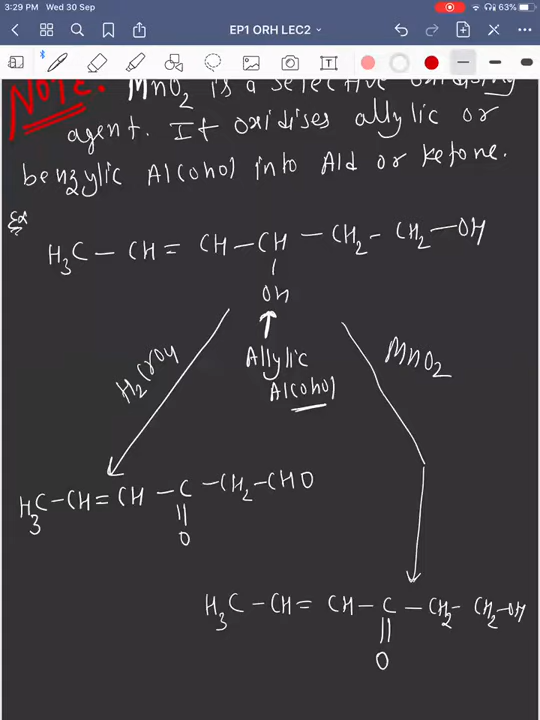 3:29 PM Wed 30 Sep
63%
EP1 ORH LEC2
Note: MnO2 is a selective oxidising
agent. It oxidises allylic or
benzylic Alcohol into Ald or ketone.
Ex
H3C — CH = CH — CH — CH2 — CH2 — OH
OH
Allylic
Alcohol
H2CrO4
MnO2
H3C — CH = CH — C — CH2 — CHO
O
H3C — CH = CH — C — CH2 — CH2 — OH
O